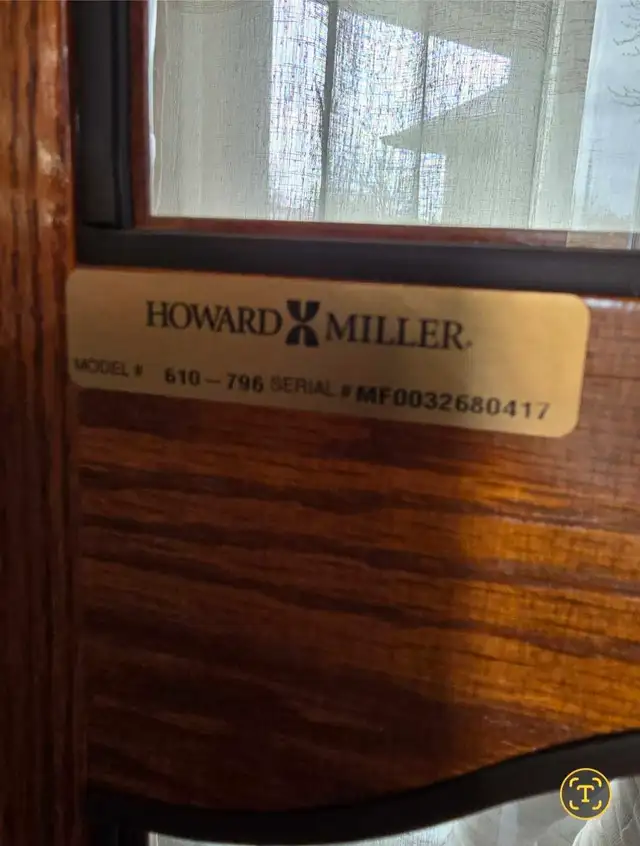 HOWARD MILLER.
MODEL # 610-796 SERIAL # MF0032680417